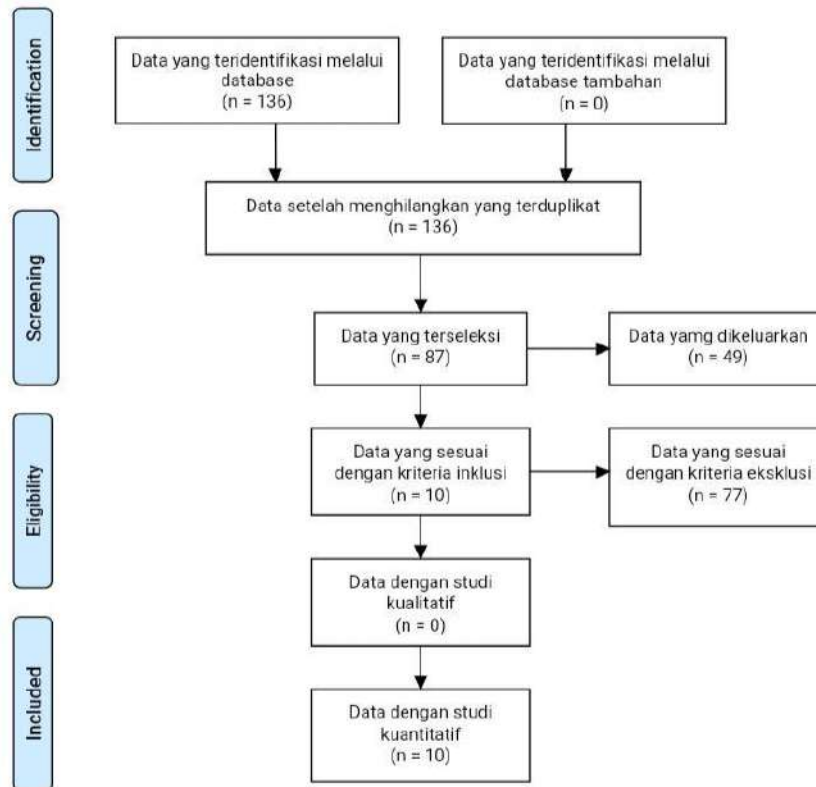 Identification
Data yang teridentifikasi melalui
database
(n = 136)
Data yang teridentifikasi melalui
database tambahan
(n = 0)
Data setelah menghilangkan yang terduplikat
(n = 136)
Screening
Data yang terseleksi
(n = 87)
Data yamg dikeluarkan
(n = 49)
Eligibility
Data yang sesuai
dengan kriteria inklusi
(n = 10)
Data yang sesuai
dengan kriteria eksklusi
(n = 77)
Data dengan studi
kualitatif
(n = 0)
Included
Data dengan studi
kuantitatif
(n = 10)